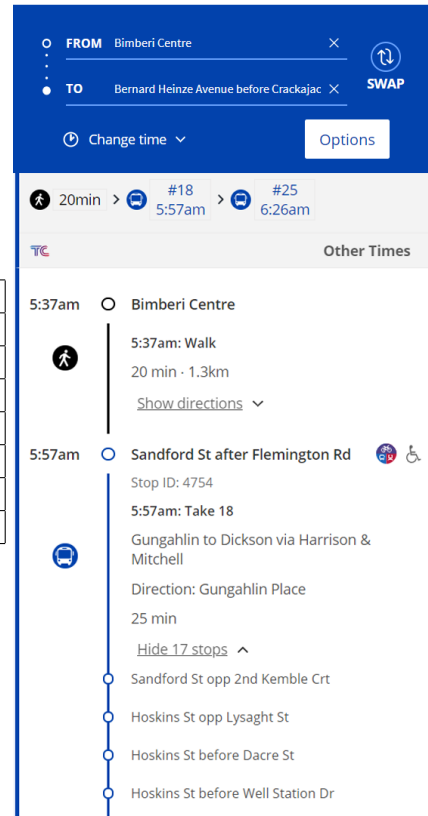 FROM Bimberi Centre
SWAP
TO Bernard Heinze Avenue before Crackajac
Change time
Options
20min > #18 5:57am > #25 6:26am
TC
Other Times
5:37am Bimberi Centre
5:37am: Walk
20 min · 1.3km
Show directions
5:57am Sandford St after Flemington Rd
Stop ID: 4754
5:57am: Take 18
Gungahlin to Dickson via Harrison &
Mitchell
Direction: Gungahlin Place
25 min
Hide 17 stops
Sandford St opp 2nd Kemble Crt
Hoskins St opp Lysaght St
Hoskins St before Dacre St
Hoskins St before Well Station Dr